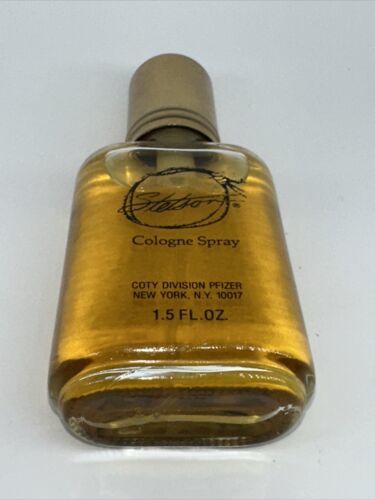 Stetson®
Cologne Spray
COTY DIVISION PFIZER
NEW YORK, N.Y. 10017
1.5 FL.OZ.